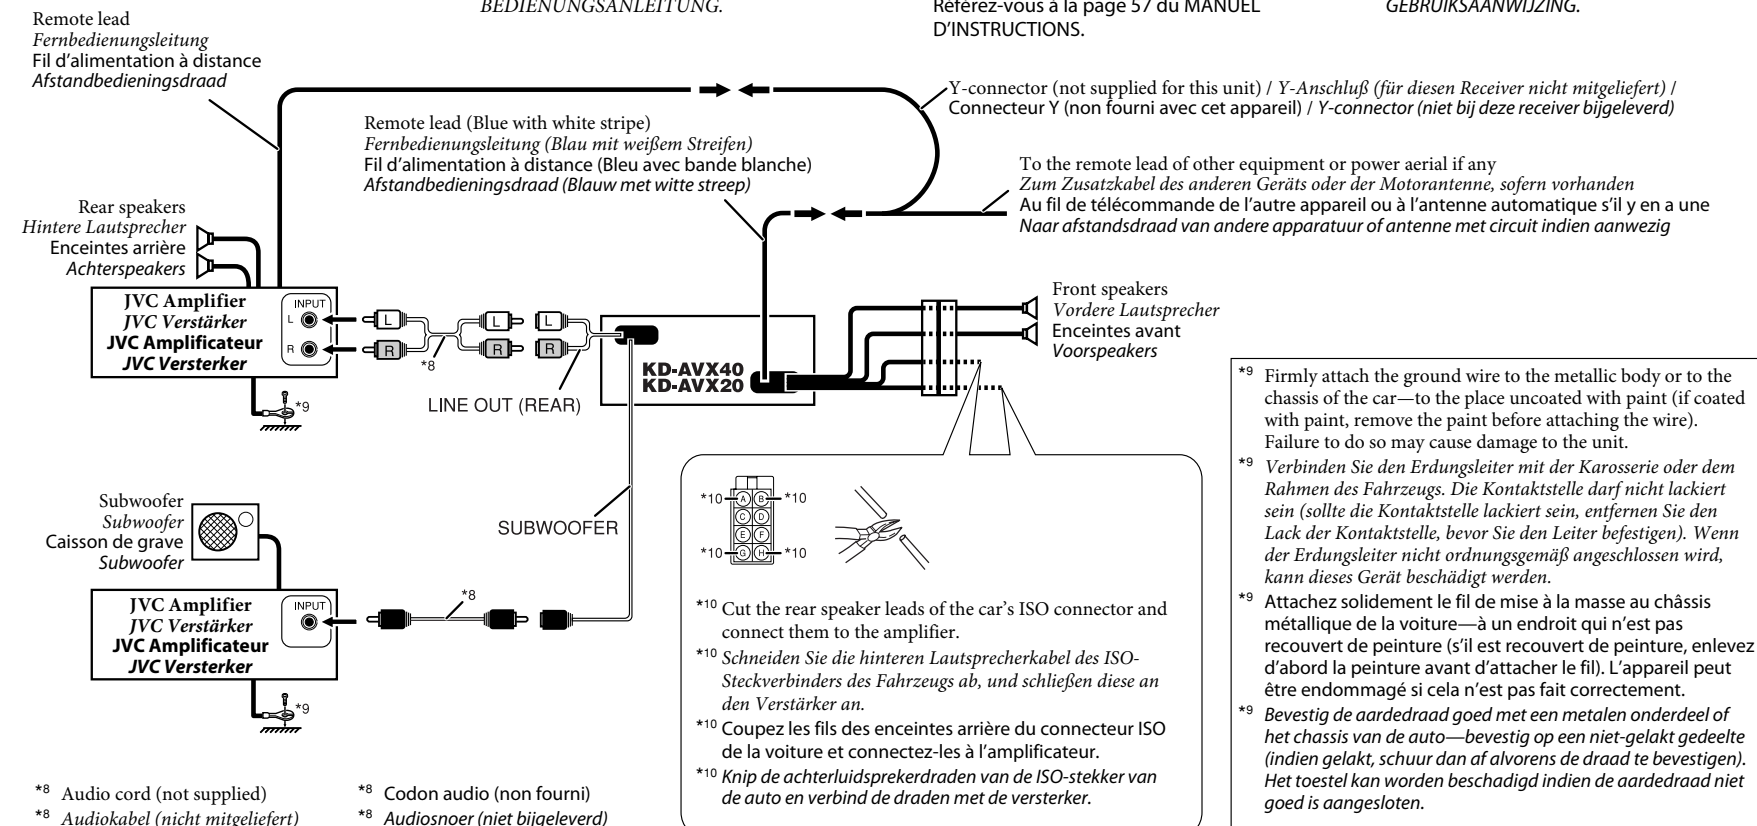 BEDIENUNGSANLEITUNG.
Référez-vous à la page 57 du MANUEL
D'INSTRUCTIONS.
GEBRUIKSAANWIJZING.
Remote lead
Fernbedienungsleitung
Fil d'alimentation à distance
Afstandbedieningsdraad
Y-connector (not supplied for this unit) / Y-Anschluß (für diesen Receiver nicht mitgeliefert) /
Connecteur Y (non fourni avec cet appareil) / Y-connector (niet bij deze receiver bijgeleverd)
Remote lead (Blue with white stripe)
Fernbedienungsleitung (Blau mit weißem Streifen)
Fil d'alimentation à distance (Bleu avec bande blanche)
Afstandbedieningsdraad (Blauw met witte streep)
To the remote lead of other equipment or power aerial if any
Zum Zusatzkabel des anderen Geräts oder der Motorantenne, sofern vorhanden
Au fil de télécommande de l'autre appareil ou à l'antenne automatique s'il y en a une
Naar afstandsdraad van andere apparatuur of antenne met circuit indien aanwezig
Rear speakers
Hintere Lautsprecher
Enceintes arrière
Achterspeakers
JVC Amplifier
JVC Verstärker
JVC Amplificateur
JVC Versterker
INPUT
L
R
L
R
L
R
L
R
*8
*9
LINE OUT (REAR)
KD-AVX40
KD-AVX20
Front speakers
Vordere Lautsprecher
Enceintes avant
Voorspeakers
Subwoofer
Subwoofer
Caisson de grave
Subwoofer
SUBWOOFER
JVC Amplifier
JVC Verstärker
JVC Amplificateur
JVC Versterker
INPUT
*8
*9
*10 A B *10
C D
E F
*10 G H *10
*10 Cut the rear speaker leads of the car's ISO connector and
connect them to the amplifier.
*10 Schneiden Sie die hinteren Lautsprecherkabel des ISO-
Steckverbinders des Fahrzeugs ab, und schließen diese an
den Verstärker an.
*10 Coupez les fils des enceintes arrière du connecteur ISO
de la voiture et connectez-les à l'amplificateur.
*10 Knip de achterluidsprekerdraden van de ISO-stekker van
de auto en verbind de draden met de versterker.
*9 Firmly attach the ground wire to the metallic body or to the
chassis of the car—to the place uncoated with paint (if coated
with paint, remove the paint before attaching the wire).
Failure to do so may cause damage to the unit.
*9 Verbinden Sie den Erdungsleiter mit der Karosserie oder dem
Rahmen des Fahrzeugs. Die Kontaktstelle darf nicht lackiert
sein (sollte die Kontaktstelle lackiert sein, entfernen Sie den
Lack der Kontaktstelle, bevor Sie den Leiter befestigen). Wenn
der Erdungsleiter nicht ordnungsgemäß angeschlossen wird,
kann dieses Gerät beschädigt werden.
*9 Attachez solidement le fil de mise à la masse au châssis
métallique de la voiture—à un endroit qui n'est pas
recouvert de peinture (s'il est recouvert de peinture, enlevez
d'abord la peinture avant d'attacher le fil). L'appareil peut
être endommagé si cela n'est pas fait correctement.
*9 Bevestig de aardedraad goed met een metalen onderdeel of
het chassis van de auto—bevestig op een niet-gelakt gedeelte
(indien gelakt, schuur dan af alvorens de draad te bevestigen).
Het toestel kan worden beschadigd indien de aardedraad niet
goed is aangesloten.
*8 Audio cord (not supplied)
*8 Audiokabel (nicht mitgeliefert)
*8 Codon audio (non fourni)
*8 Audiosnoer (niet bijgeleverd)